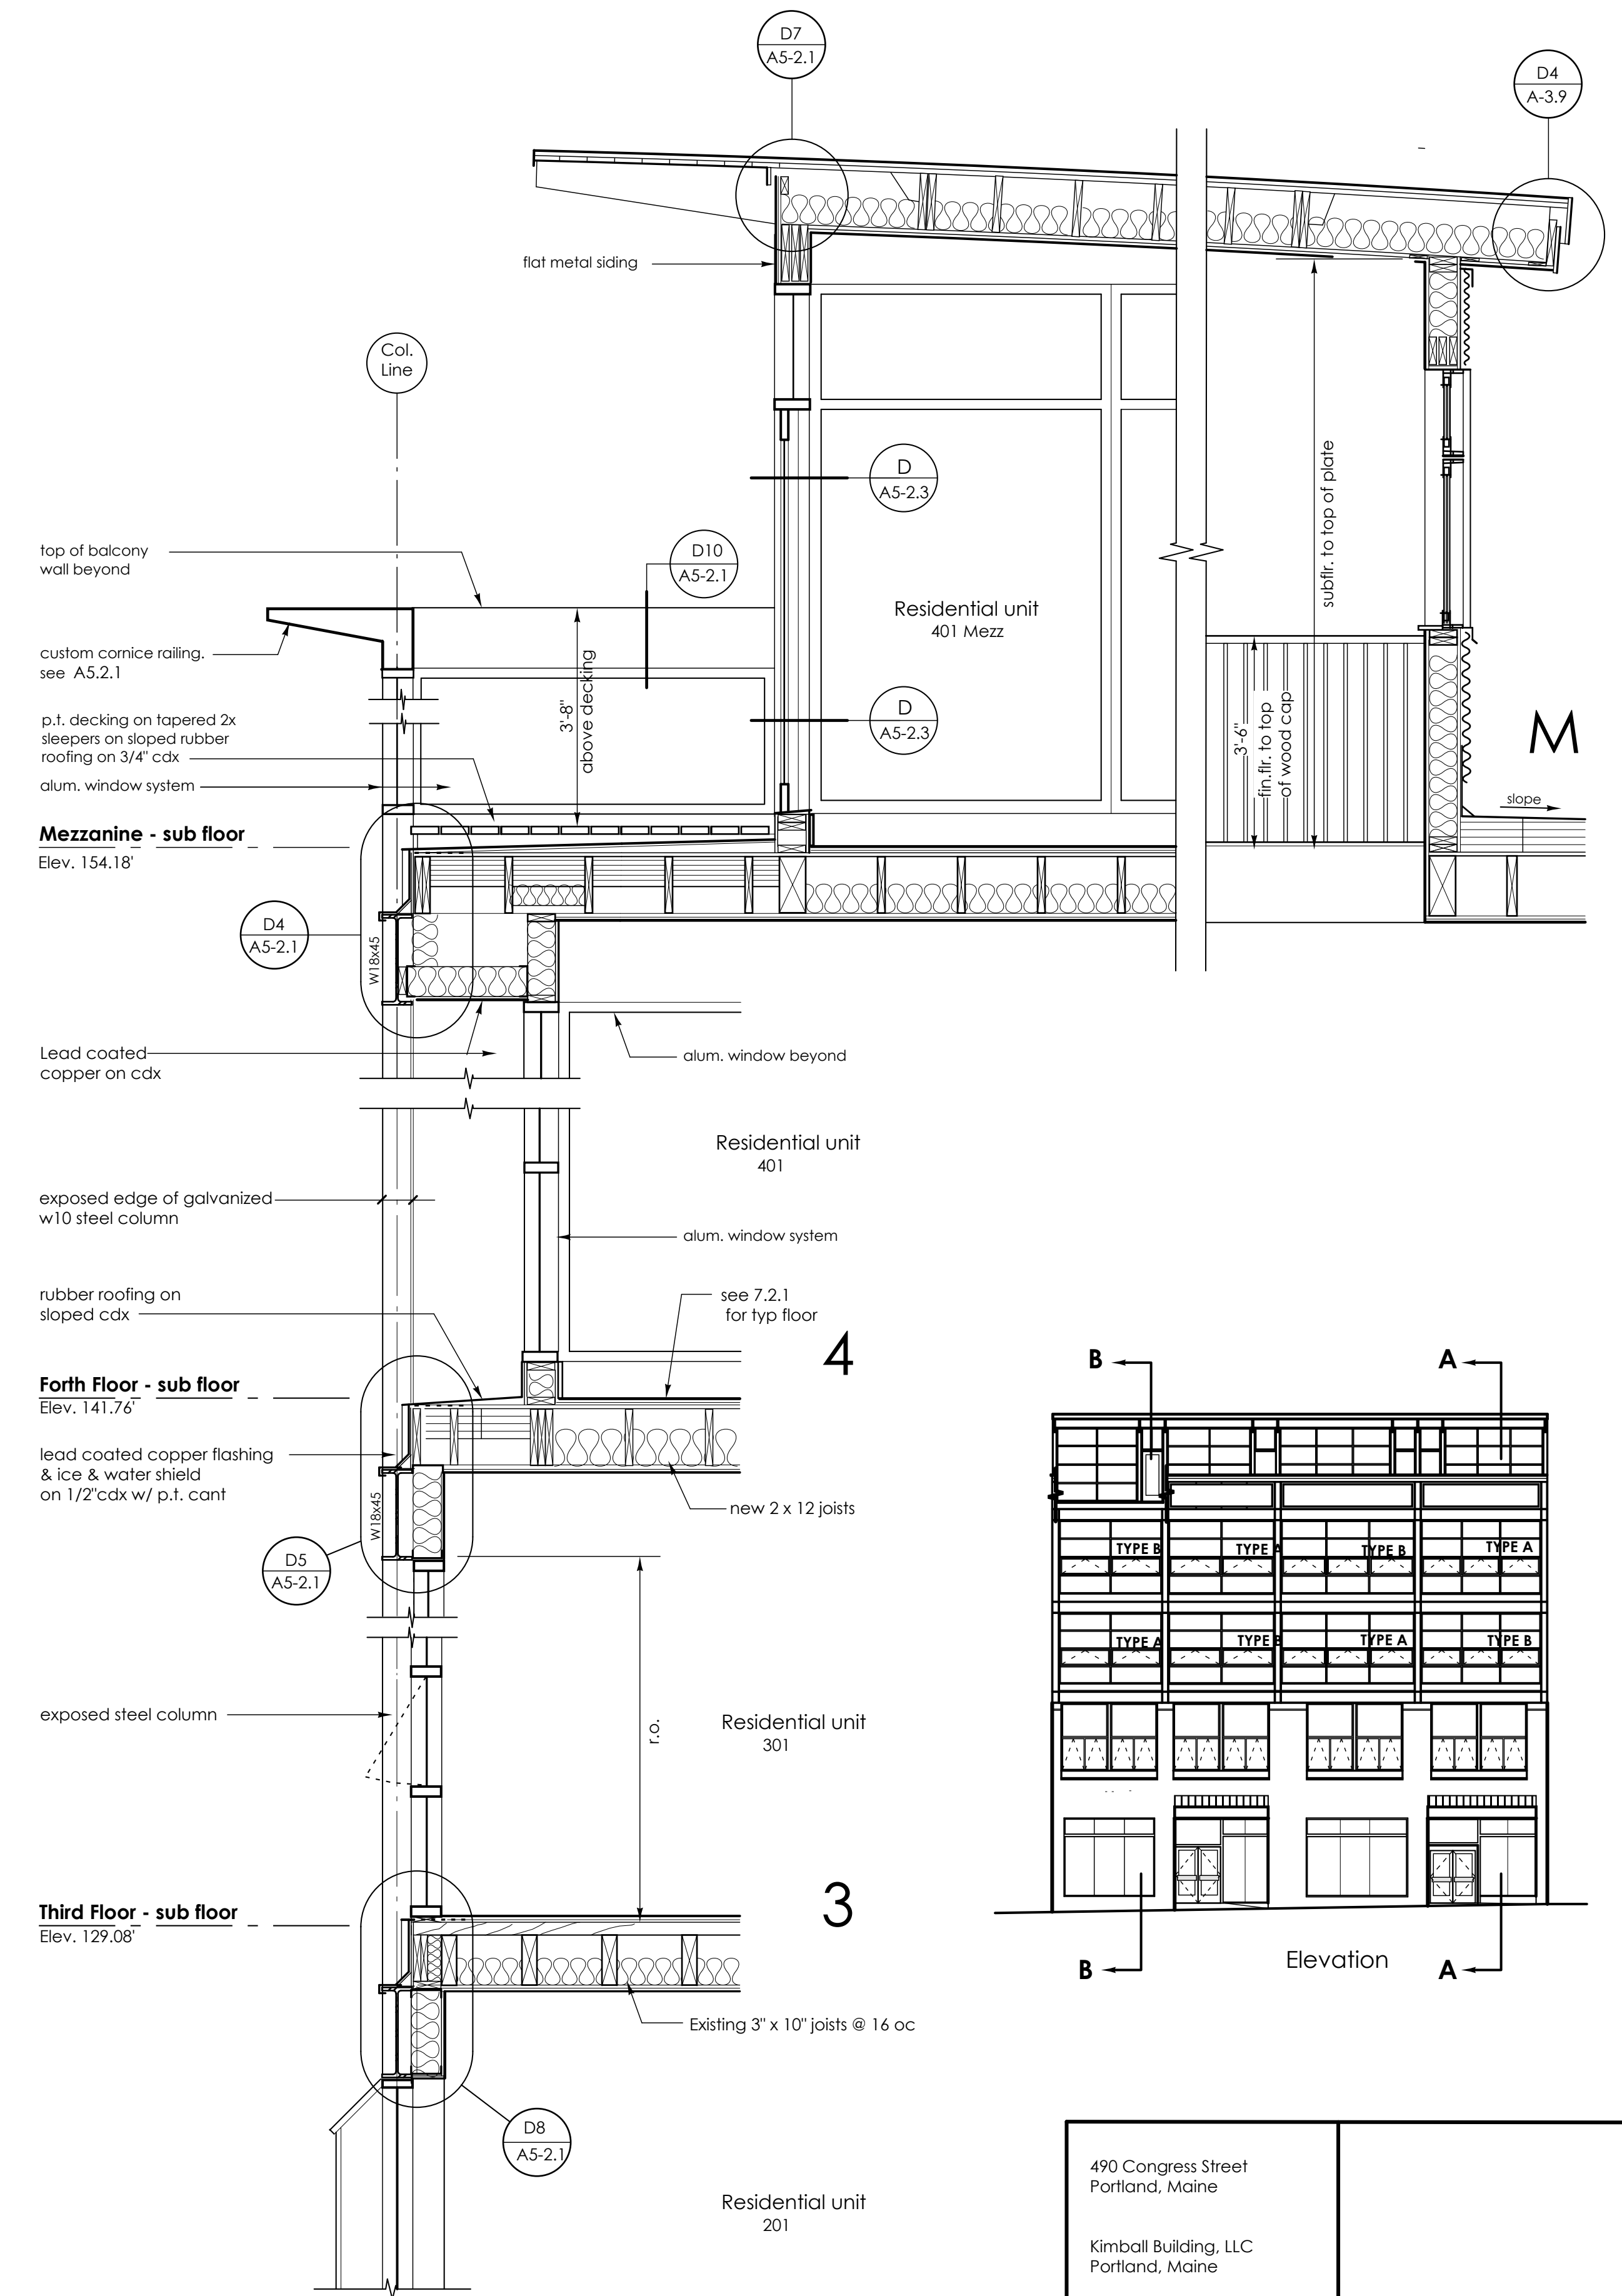 D7
A5-2.1
D4
A-3.9
flat metal siding
Col.
Line
D
A5-2.3
subflr. to top of plate
top of balcony
wall beyond
D10
A5-2.1
Residential unit
401 Mezz
custom cornice railing.
see A5.2.1
3'-8"
above decking
D
A5-2.3
3'-6"
fin.flr. to top
of wood cap
M
p.t. decking on tapered 2x
sleepers on sloped rubber
roofing on 3/4" cdx
alum. window system
slope
Mezzanine - sub floor
Elev. 154.18'
D4
A5-2.1
W18x45
Lead coated
copper on cdx
alum. window beyond
Residential unit
401
exposed edge of galvanized
w10 steel column
alum. window system
rubber roofing on
sloped cdx
see 7.2.1
for typ floor
4
Forth Floor - sub floor
Elev. 141.76'
lead coated copper flashing
& ice & water shield
on 1/2"cdx w/ p.t. cant
W18x45
new 2 x 12 joists
D5
A5-2.1
B
A
TYPE B
TYPE A
TYPE B
TYPE A
TYPE A
TYPE B
TYPE A
TYPE B
exposed steel column
r.o.
Residential unit
301
Third Floor - sub floor
Elev. 129.08'
3
B
Elevation
A
Existing 3" x 10" joists @ 16 oc
D8
A5-2.1
Residential unit
201
490 Congress Street
Portland, Maine
Kimball Building, LLC
Portland, Maine